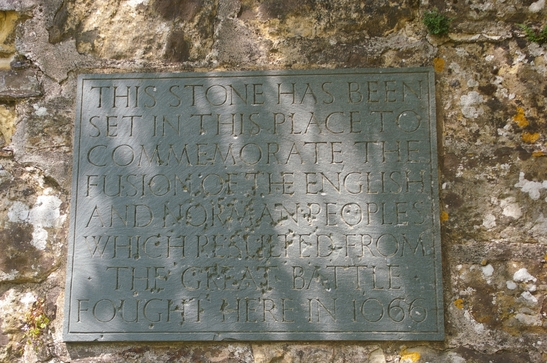 THIS STONE HAS BEEN
SET IN THIS PLACE TO
COMMEMORATE THE
FUSION OF THE ENGLISH
AND NORMAN PEOPLES
WHICH RESULTED FROM
· THE GREAT BATTLE ·
FOUGHT HERE IN 1066